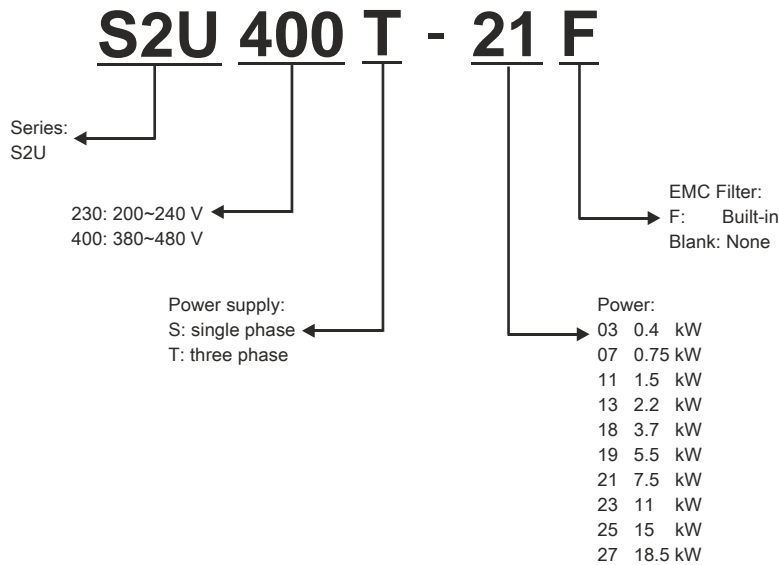 S2U 400 T - 21 F
Series:
S2U
230: 200~240 V
400: 380~480 V
Power supply:
S: single phase
T: three phase
EMC Filter:
F: Built-in
Blank: None
Power:
03 0.4 kW
07 0.75 kW
11 1.5 kW
13 2.2 kW
18 3.7 kW
19 5.5 kW
21 7.5 kW
23 11 kW
25 15 kW
27 18.5 kW